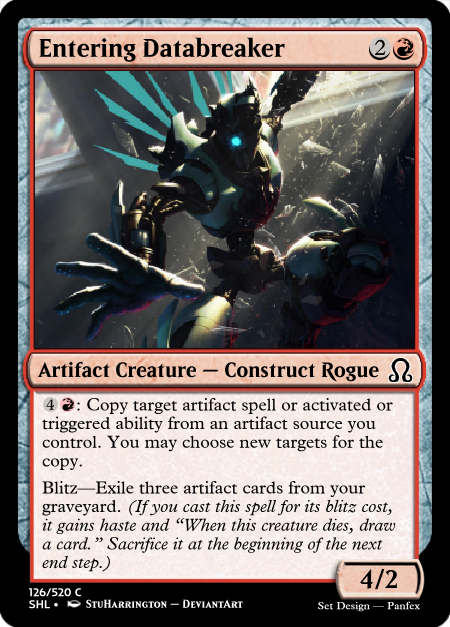 Entering Databreaker 2
Artifact Creature — Construct Rogue
4: Copy target artifact spell or activated or
triggered ability from an artifact source you
control. You may choose new targets for the
copy.
Blitz—Exile three artifact cards from your
graveyard. (If you cast this spell for its blitz cost,
it gains haste and “When this creature dies, draw
a card.” Sacrifice it at the beginning of the next
end step.)
4/2
126/520 C
SHL • StuHarrington — DeviantArt
Set Design — Panfex